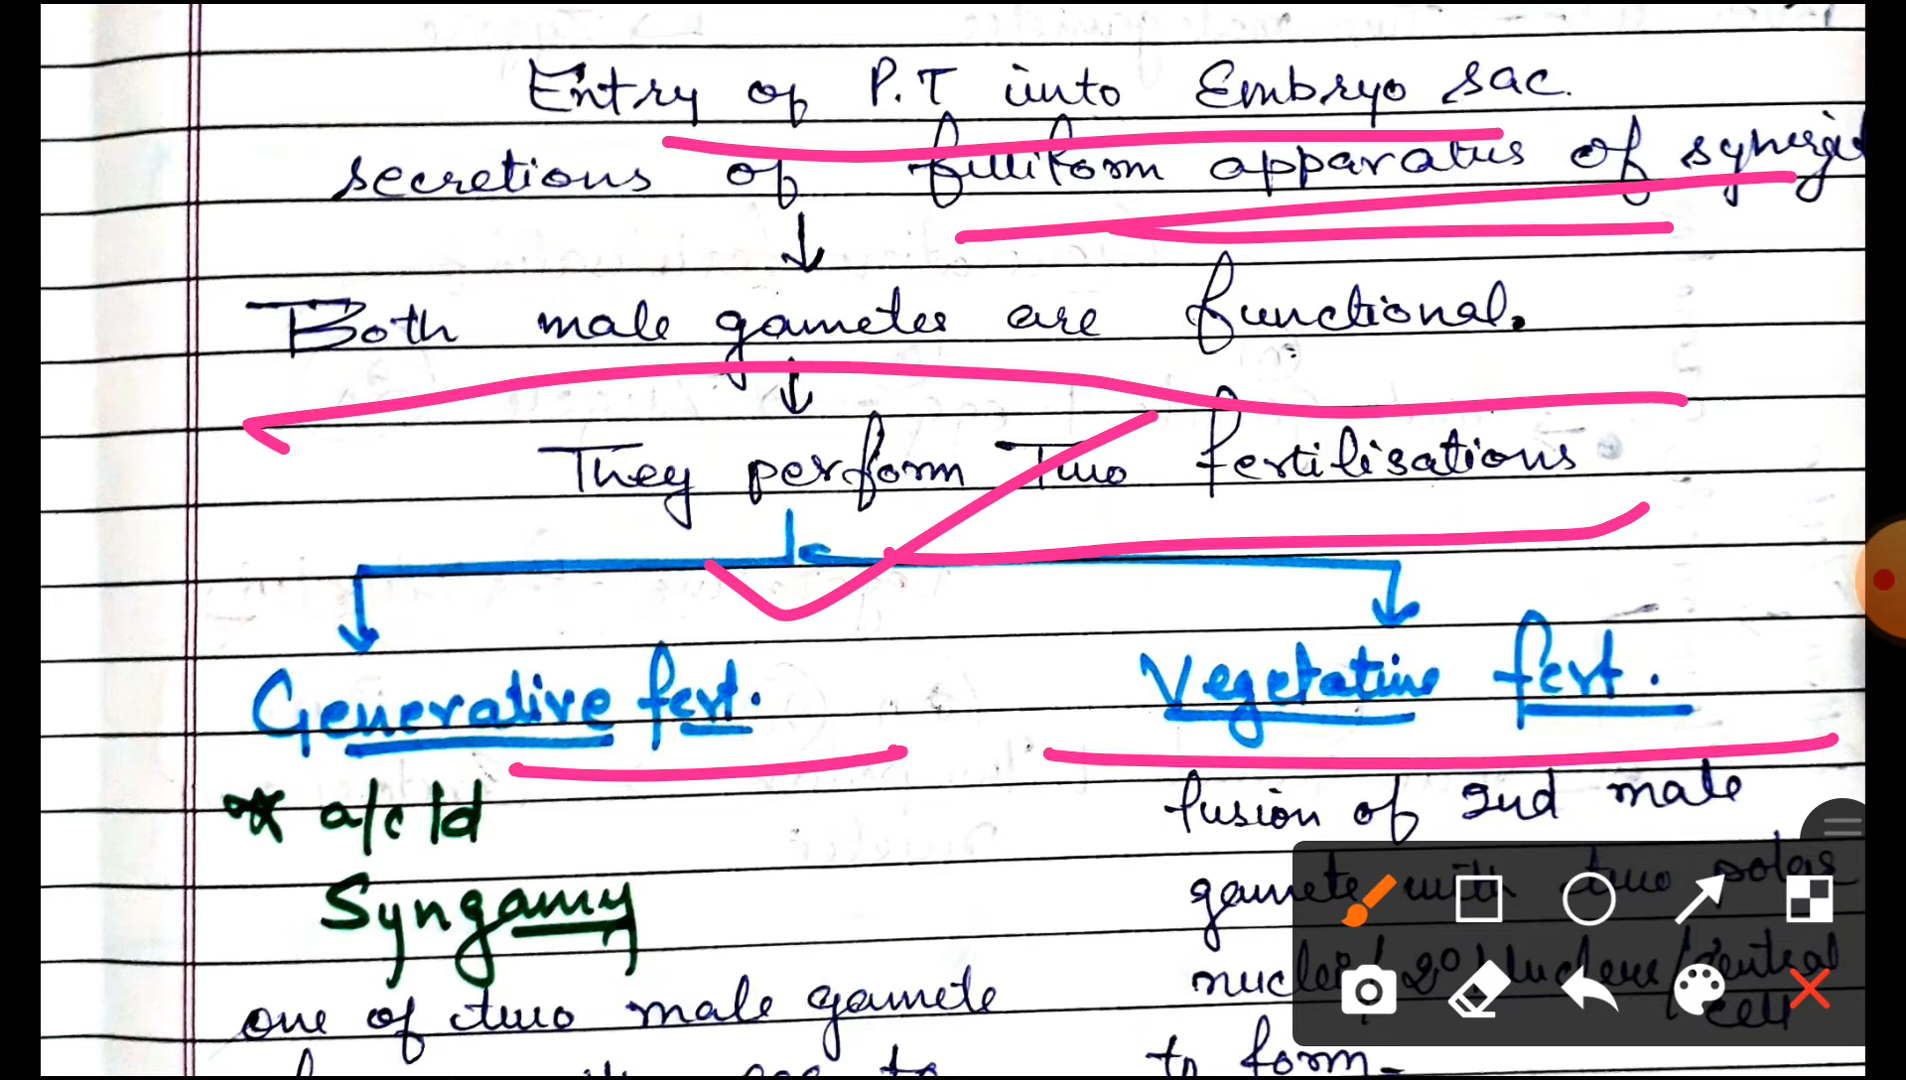 Entry of P.T into Embryo sac.
secretions of filliform apparatus of synergid
Both male gametes are functional.
They perform Two fertilisations
Generative fert.
Vegetative fert.
a/c/d
Syngamy
one of two male gamete
fusion of 2nd male
gamete with two polar
nuclei / 2° Nucleus / central
cell
to form-